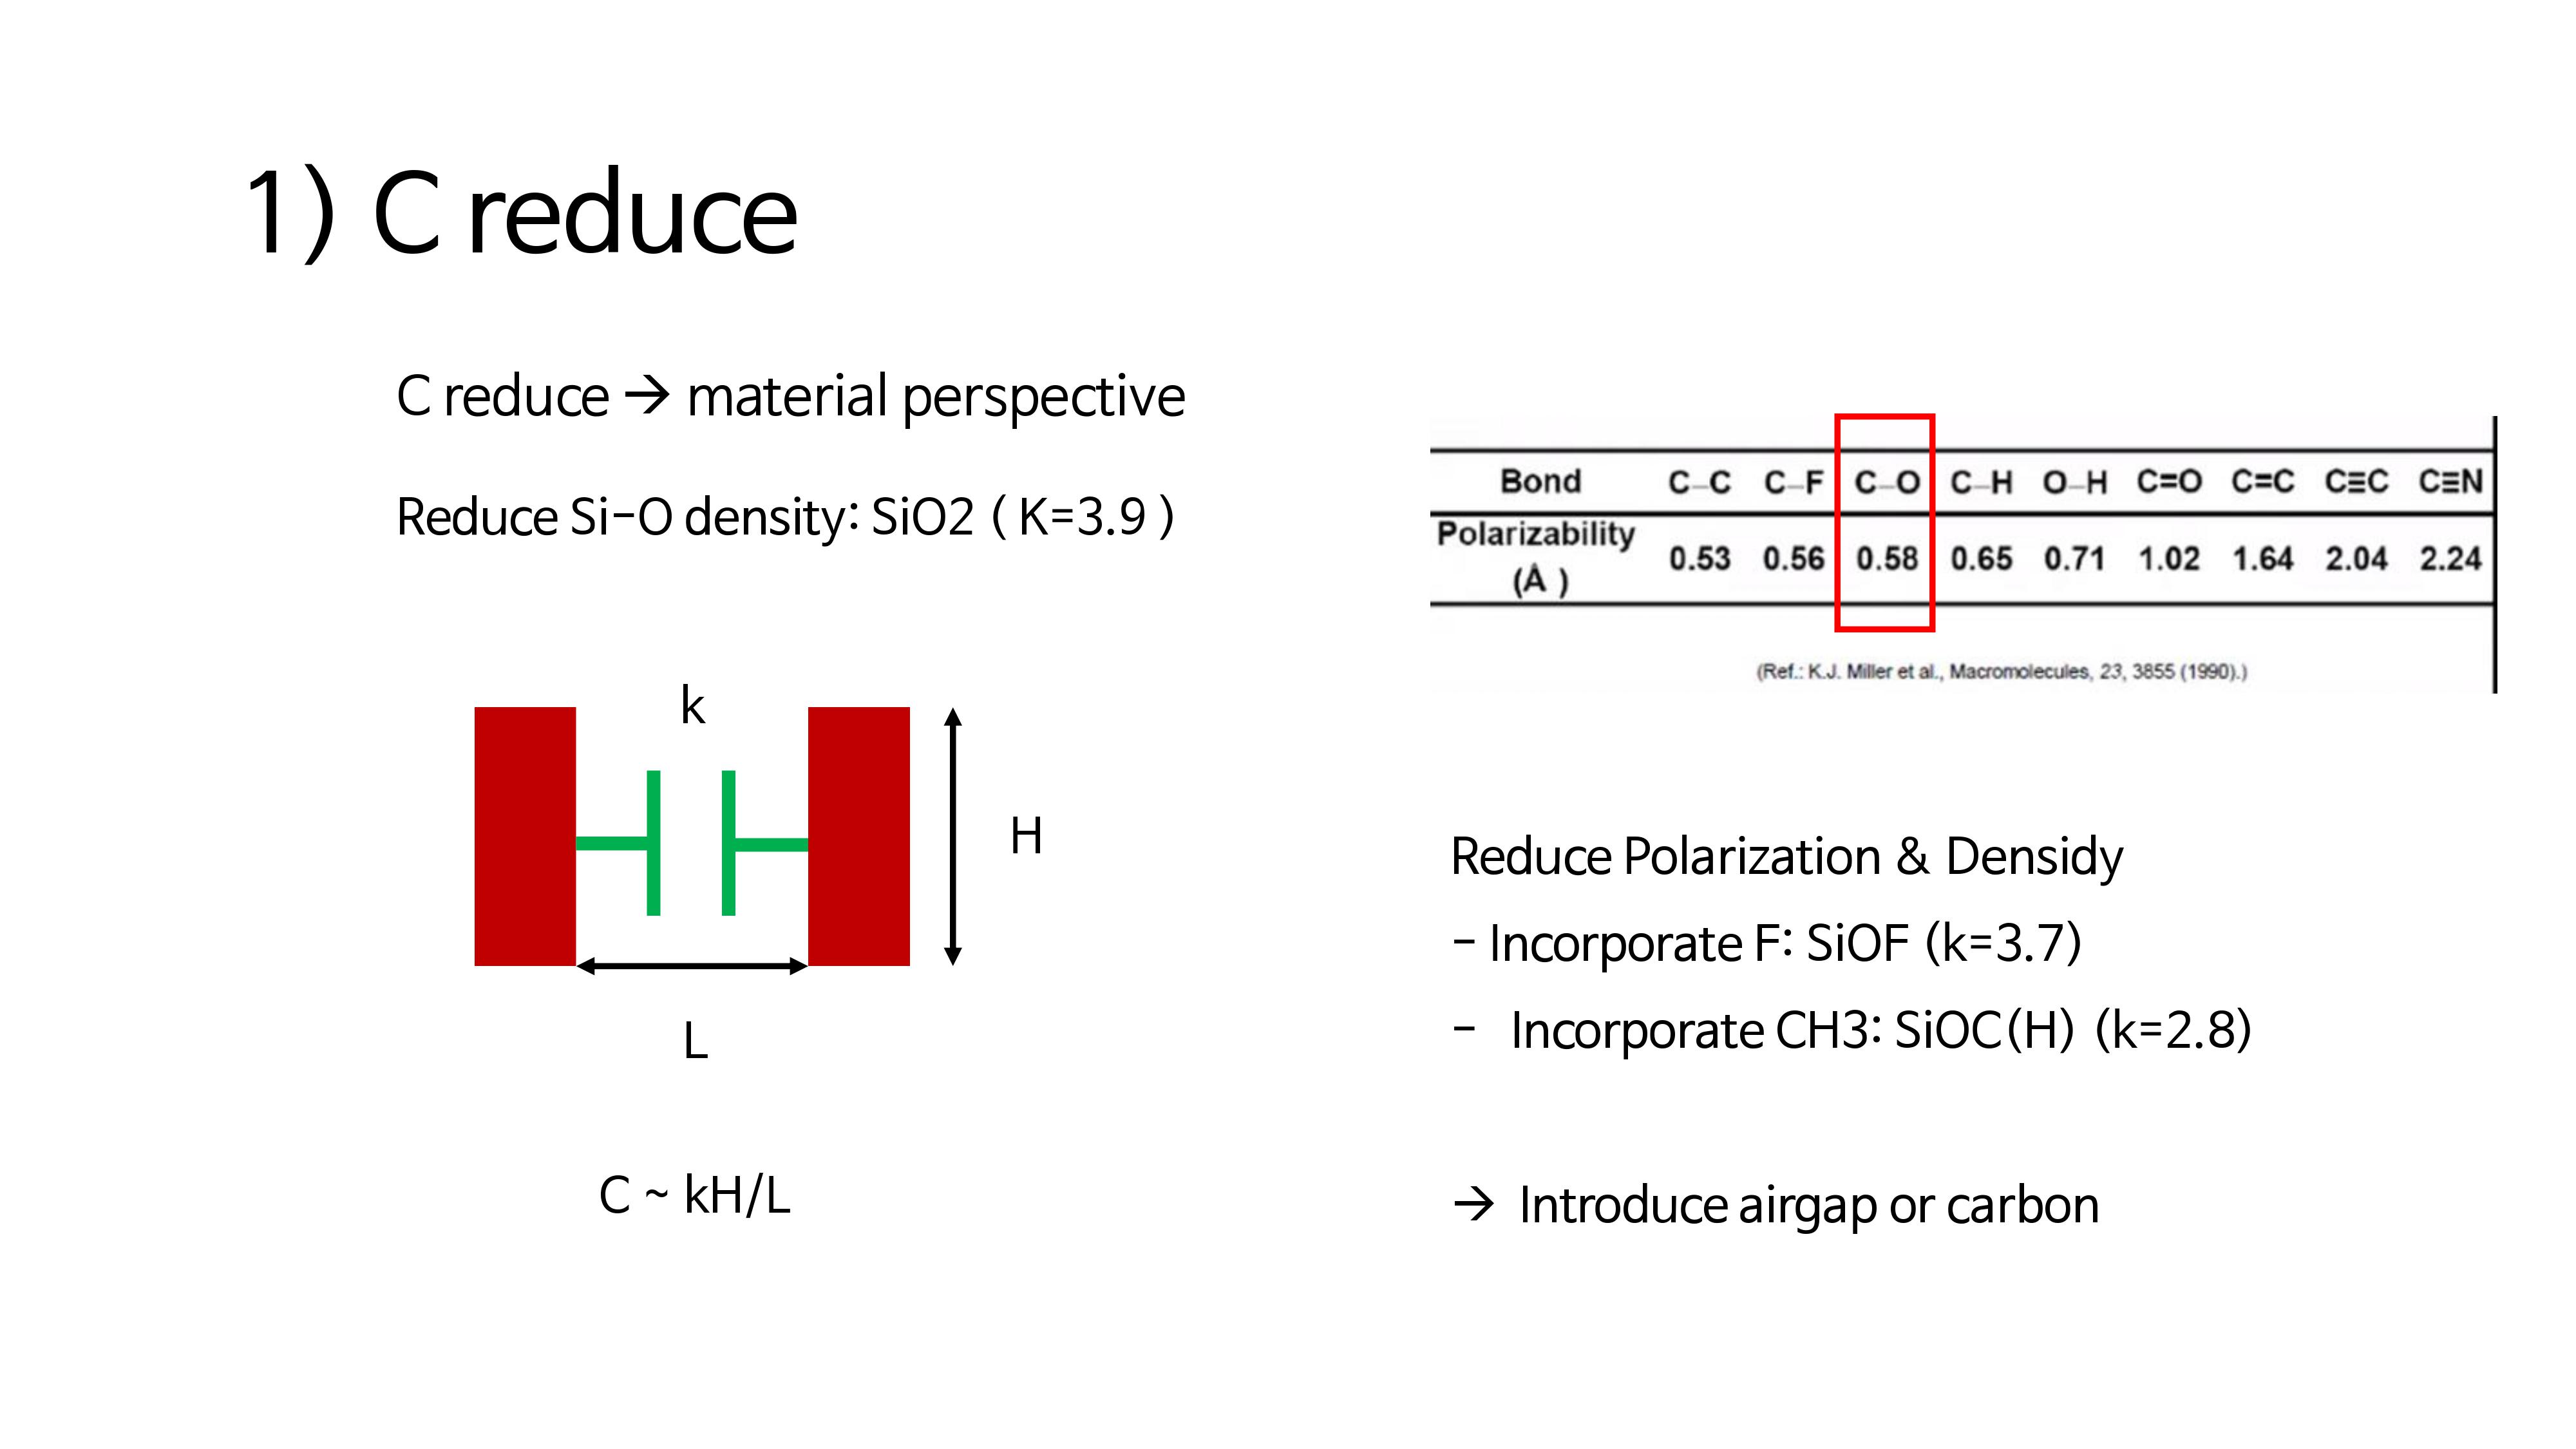 1) C reduce
C reduce → material perspective
Reduce Si-O density: SiO2 ( K=3.9 )
k
H
L
C ~ kH/L
Bond C–C C–F C–O C–H O–H C=O C=C C≡C C≡N
Polarizability (Å ) 0.53 0.56 0.58 0.65 0.71 1.02 1.64 2.04 2.24
(Ref.: K.J. Miller et al., Macromolecules, 23, 3855 (1990).)
Reduce Polarization & Densidy
- Incorporate F: SiOF (k=3.7)
- Incorporate CH3: SiOC(H) (k=2.8)
→ Introduce airgap or carbon